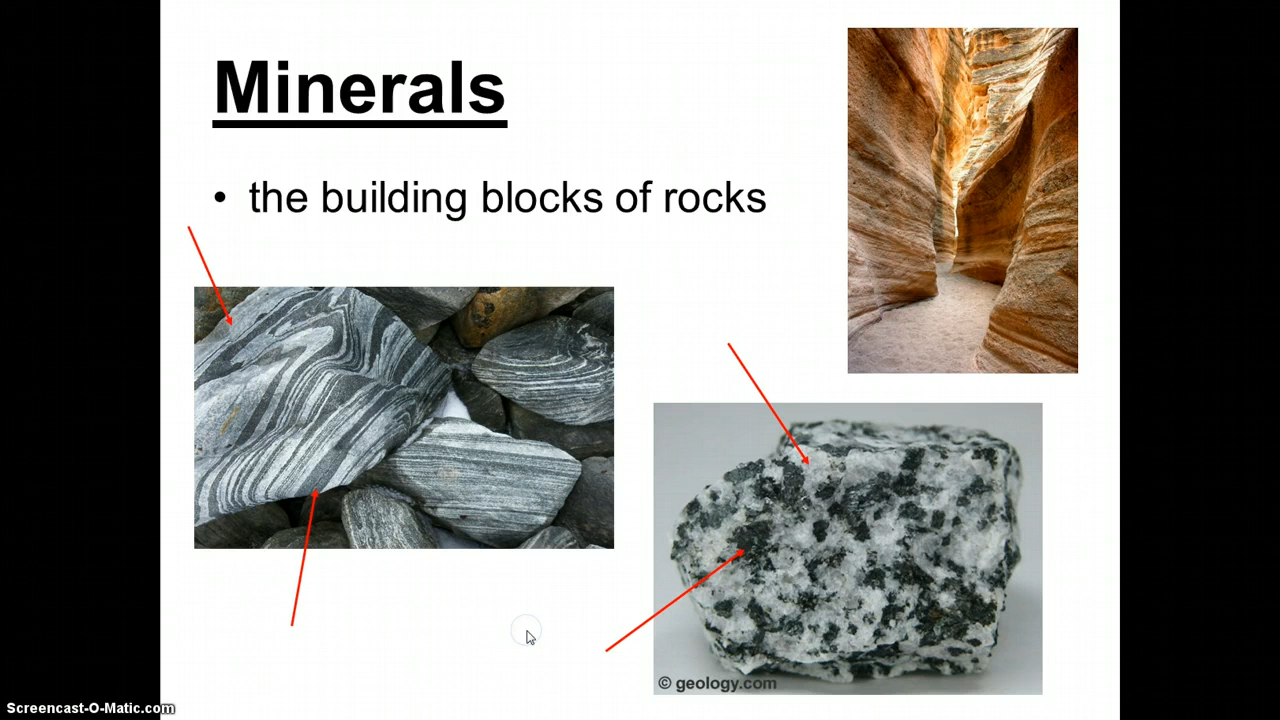 Minerals
• the building blocks of rocks
© geology.com
Screencast-O-Matic.com